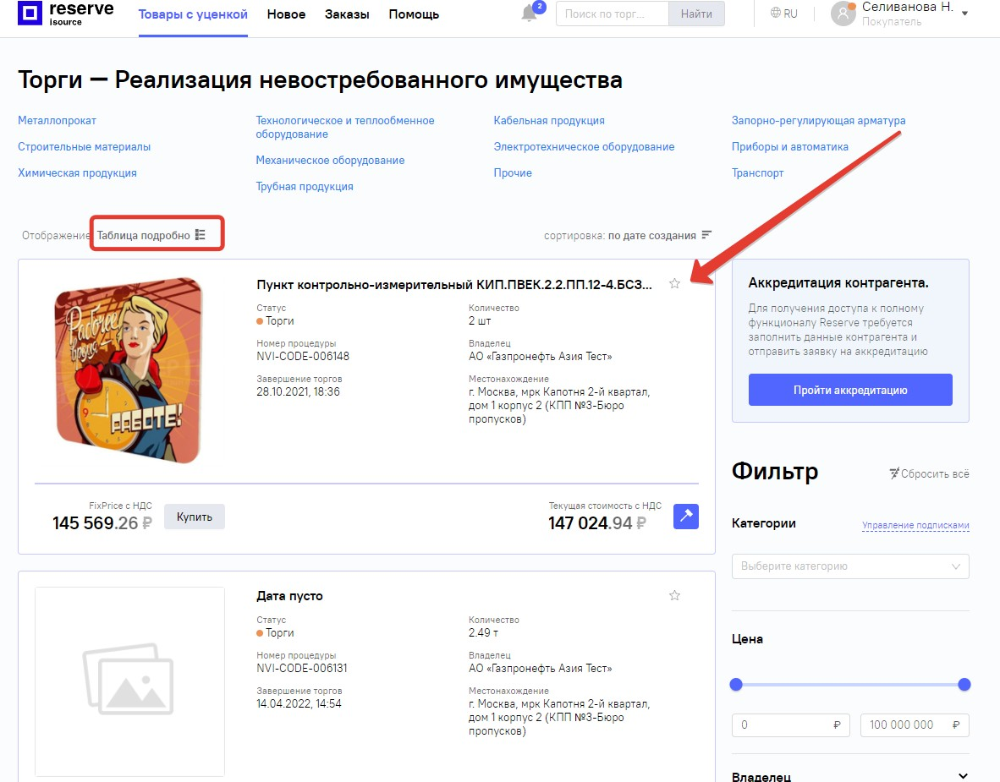 reserve
isource
Товары с уценкой
Новое
Заказы
Помощь
2
Поиск по торг...
Найти
RU
Селиванова Н.
Покупатель
Торги — Реализация невостребованного имущества
Металлопрокат
Строительные материалы
Химическая продукция
Технологическое и теплообменное
оборудование
Механическое оборудование
Трубная продукция
Кабельная продукция
Электротехническое оборудование
Прочие
Запорно-регулирующая арматура
Приборы и автоматика
Транспорт
Отображение
Таблица подробно
сортировка: по дате создания
Рабочее
время —
9
РАБОТЕ!
Пункт контрольно-измерительный КИП.ПВЕК.2.2.ПП.12-4.БСЗ...
Статус
Торги
Номер процедуры
NVI-CODE-006148
Завершение торгов
28.10.2021, 18:36
Количество
2 шт
Владелец
АО «Газпронефть Азия Тест»
Местонахождение
г. Москва, мрк Капотня 2-й квартал,
дом 1 корпус 2 (КПП №3-Бюро
пропусков)
FixPrice с НДС
145 569.26 ₽
Купить
Текущая стоимость с НДС
147 024.94 ₽
Дата пусто
Статус
Торги
Номер процедуры
NVI-CODE-006131
Завершение торгов
14.04.2022, 14:54
Количество
2.49 т
Владелец
АО «Газпронефть Азия Тест»
Местонахождение
г. Москва, мрк Капотня 2-й квартал,
дом 1 корпус 2 (КПП №3-Бюро
пропусков)
Аккредитация контрагента.
Для получения доступа к полному
функционалу Reserve требуется
заполнить данные контрагента и
отправить заявку на аккредитацию
Пройти аккредитацию
Фильтр
Сбросить всё
Категории
Управление подписками
Выберите категорию
Цена
0 ₽
100 000 000 ₽
Владелец